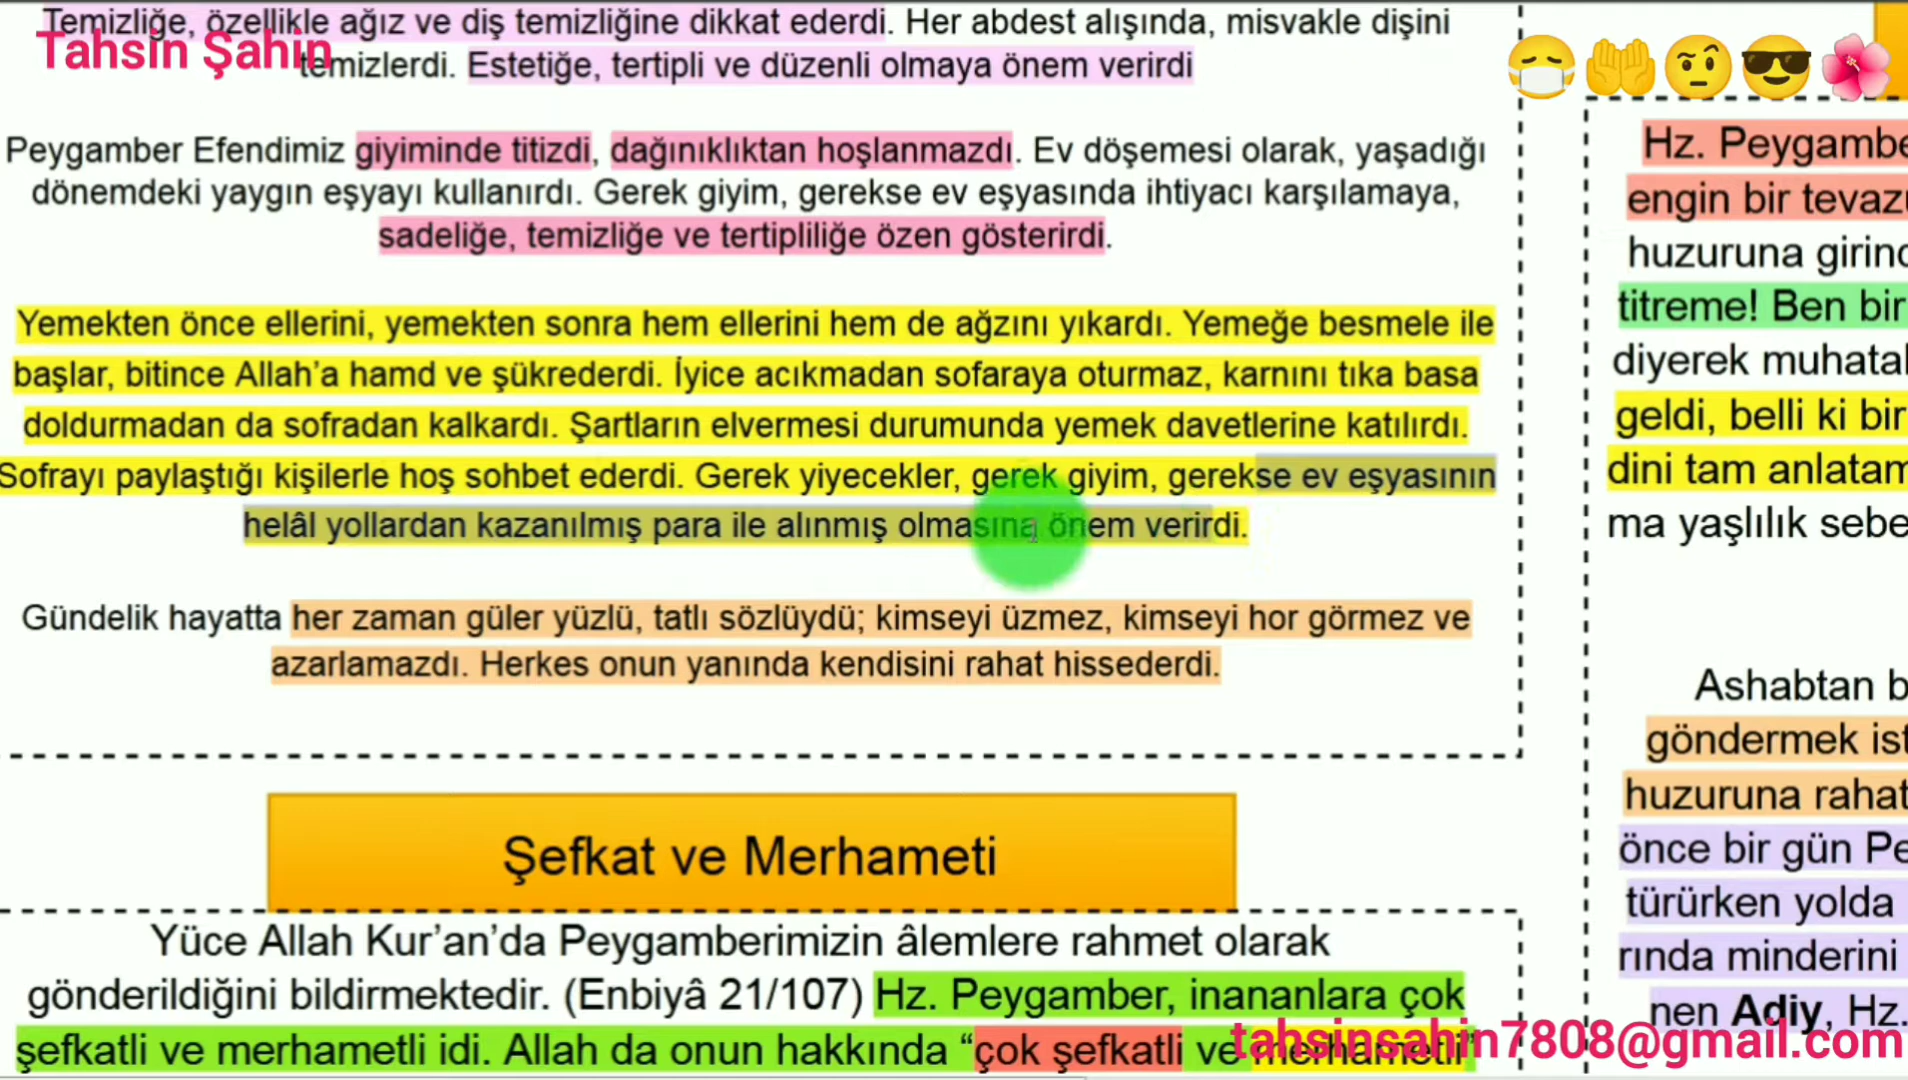 Temizliğe, özellikle ağız ve diş temizliğine dikkat ederdi. Her abdest alışında, misvakle dişini
temizlerdi. Estetiğe, tertipli ve düzenli olmaya önem verirdi
Tahsin Şahin
Peygamber Efendimiz giyiminde titizdi, dağınıklıktan hoşlanmazdı. Ev döşemesi olarak, yaşadığı
dönemdeki yaygın eşyayı kullanırdı. Gerek giyim, gerekse ev eşyasında ihtiyacı karşılamaya,
sadeliğe, temizliğe ve tertipliliğe özen gösterirdi.
Yemekten önce ellerini, yemekten sonra hem ellerini hem de ağzını yıkardı. Yemeğe besmele ile
başlar, bitince Allah’a hamd ve şükrederdi. İyice acıkmadan sofaraya oturmaz, karnını tıka basa
doldurmadan da sofradan kalkardı. Şartların elvermesi durumunda yemek davetlerine katılırdı.
Sofrayı paylaştığı kişilerle hoş sohbet ederdi. Gerek yiyecekler, gerek giyim, gerekse ev eşyasının
helâl yollardan kazanılmış para ile alınmış olmasına önem verirdi.
Gündelik hayatta her zaman güler yüzlü, tatlı sözlüydü; kimseyi üzmez, kimseyi hor görmez ve
azarlamazdı. Herkes onun yanında kendisini rahat hissederdi.
Şefkat ve Merhameti
Yüce Allah Kur’an’da Peygamberimizin âlemlere rahmet olarak
gönderildiğini bildirmektedir. (Enbiyâ 21/107) Hz. Peygamber, inananlara çok
şefkatli ve merhametli idi. Allah da onun hakkında “çok şefkatli ve merhametli”
Hz. Peygambe
engin bir tevazu
huzuruna girinc
titreme! Ben bir
diyerek muhatal
geldi, belli ki bir
dini tam anlatam
ma yaşlılık sebe
Ashabtan b
göndermek ist
huzuruna rahat
önce bir gün Pe
türürken yolda
rında minderini
nen Adiy, Hz.
tahsinsahin7808@gmail.com